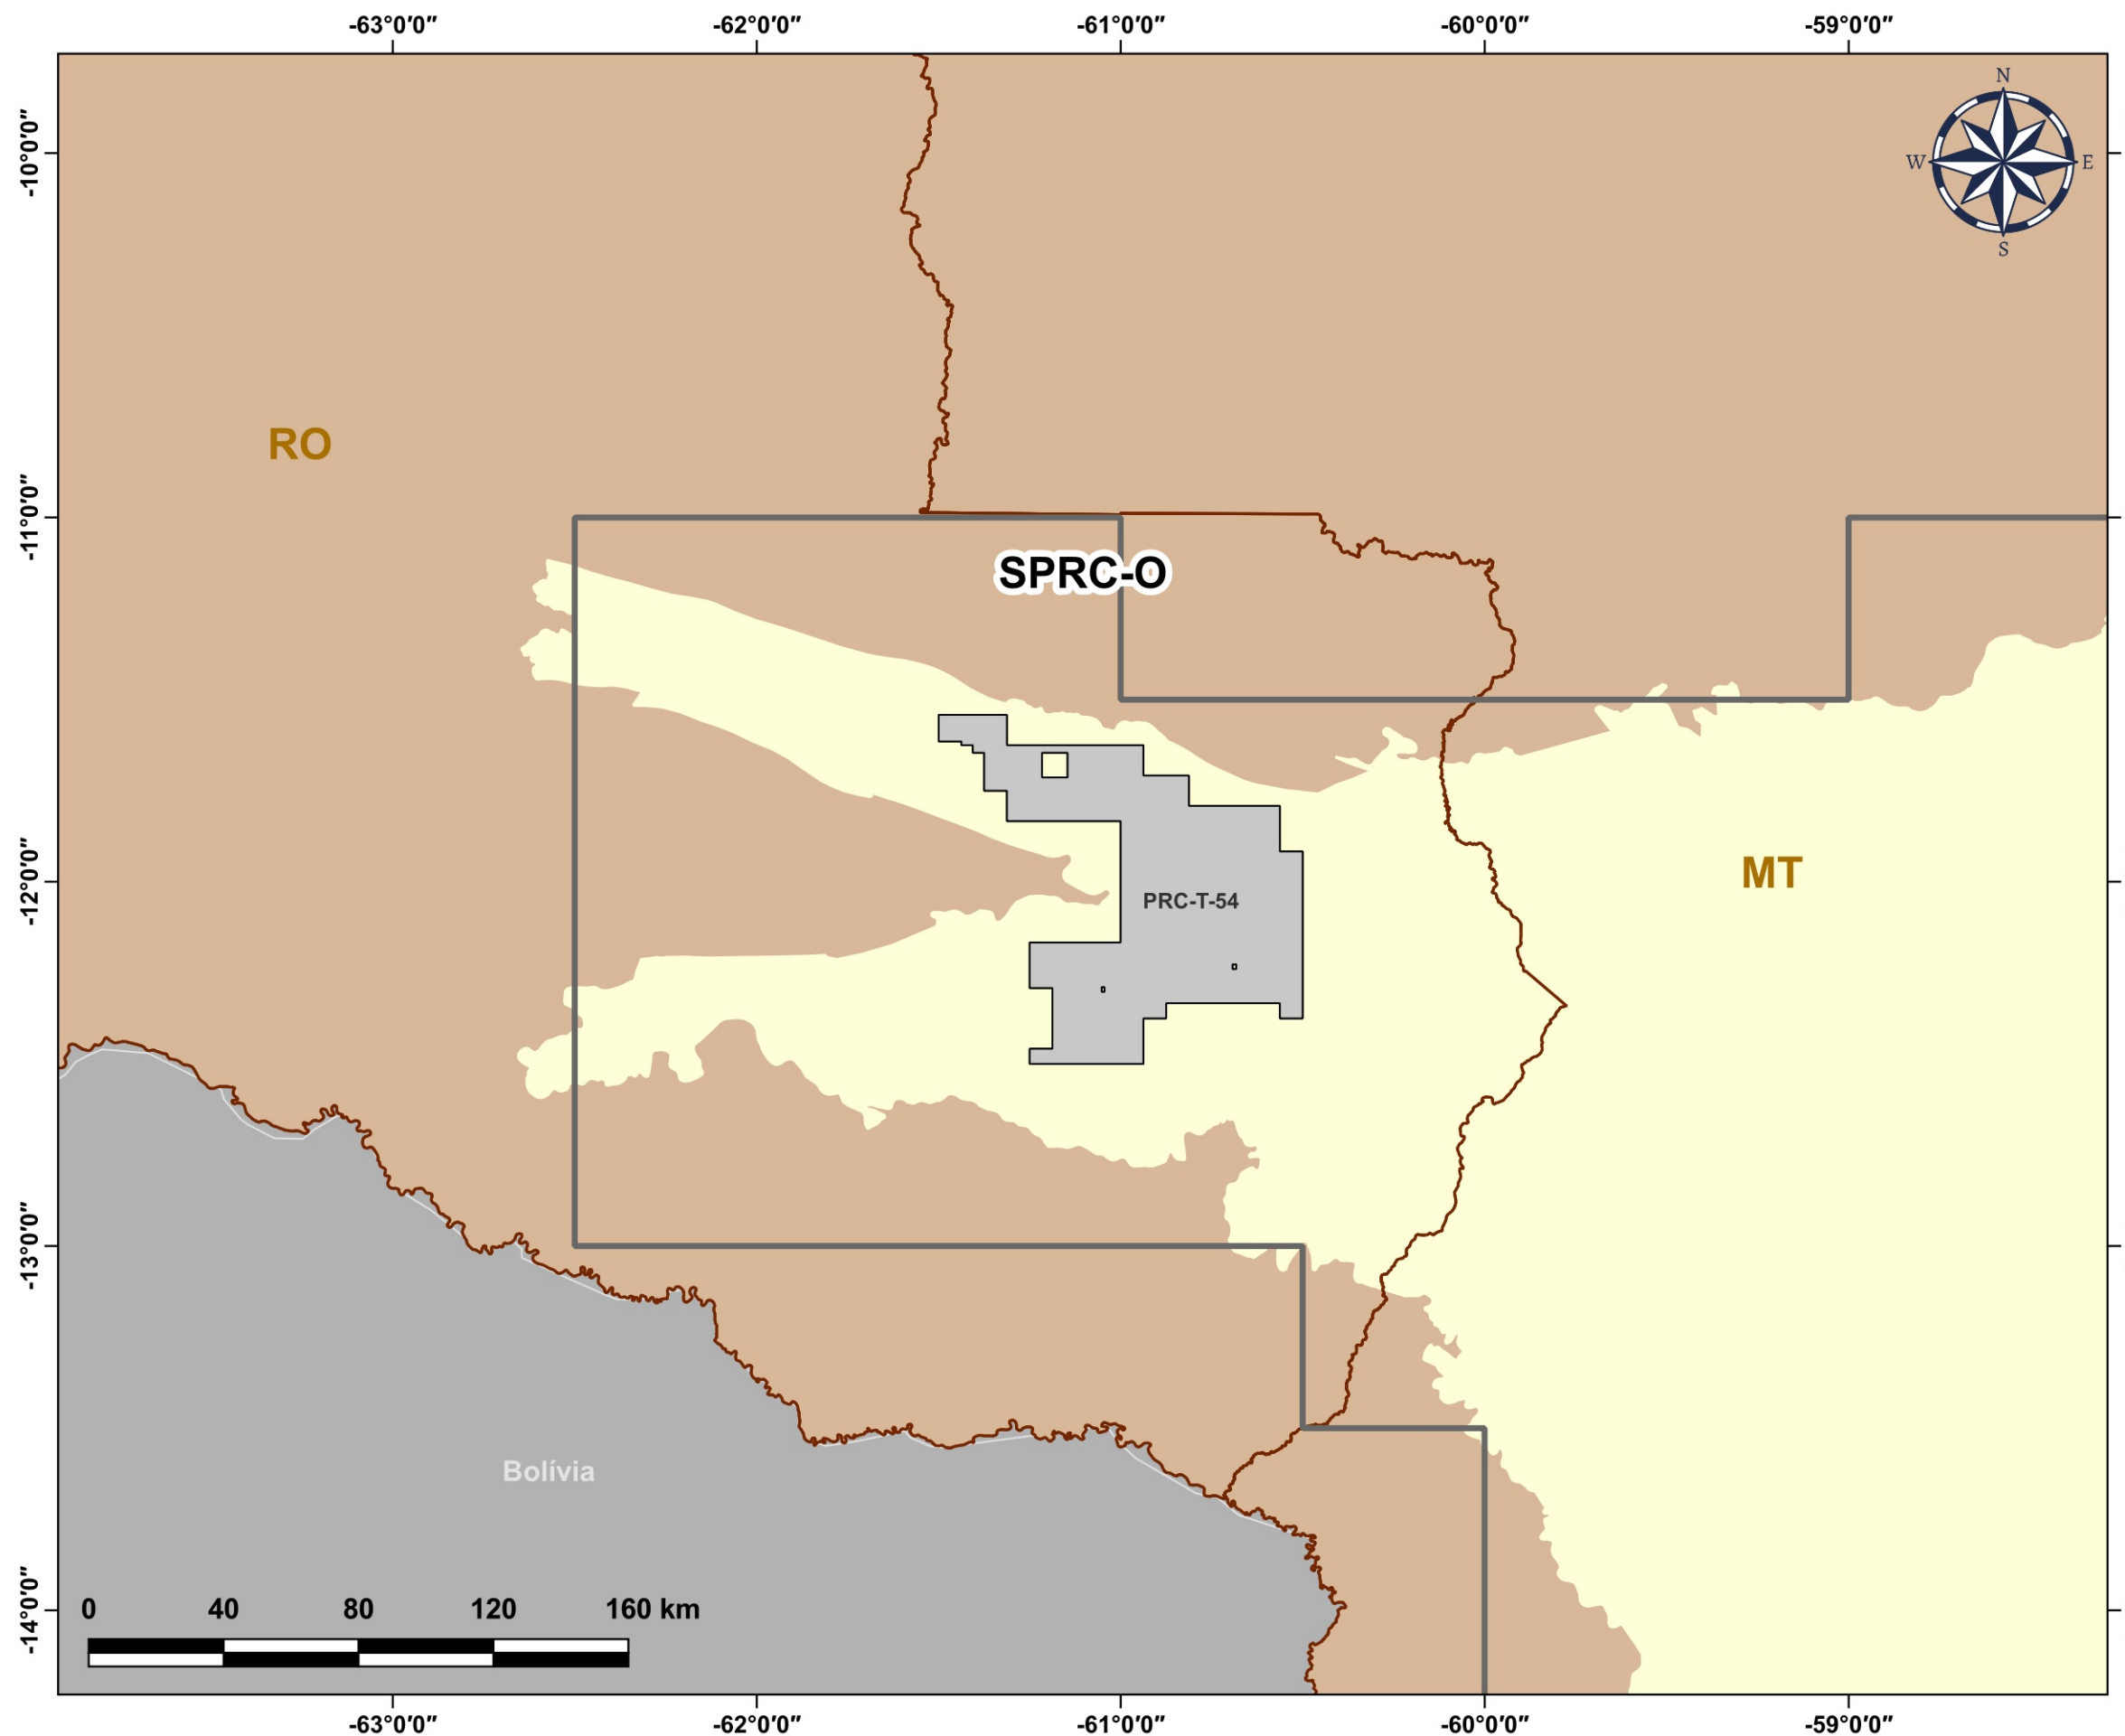 -63°0′0″ -62°0′0″ -61°0′0″ -60°0′0″ -59°0′0″
N
W E
S
-10°0′0″
RO
-11°0′0″
SPRC-O
MT
-12°0′0″
PRC-T-54
-13°0′0″
Bolívia
-14°0′0″
0 40 80 120 160 km
-63°0′0″ -62°0′0″ -61°0′0″ -60°0′0″ -59°0′0″